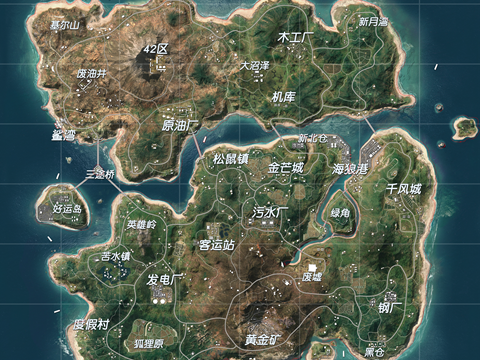 基尔山
新月湾
木工厂
42区
大沼泽
废油井
机库
原油厂
鲨湾
新北仓
松鼠镇
三途桥
金芒城
海狼港
千风城
好运岛
污水厂
绿角
英雄岭
客运站
苦水镇
发电厂
废墟
钢厂
度假村
狐狸原
黄金矿
黑仓